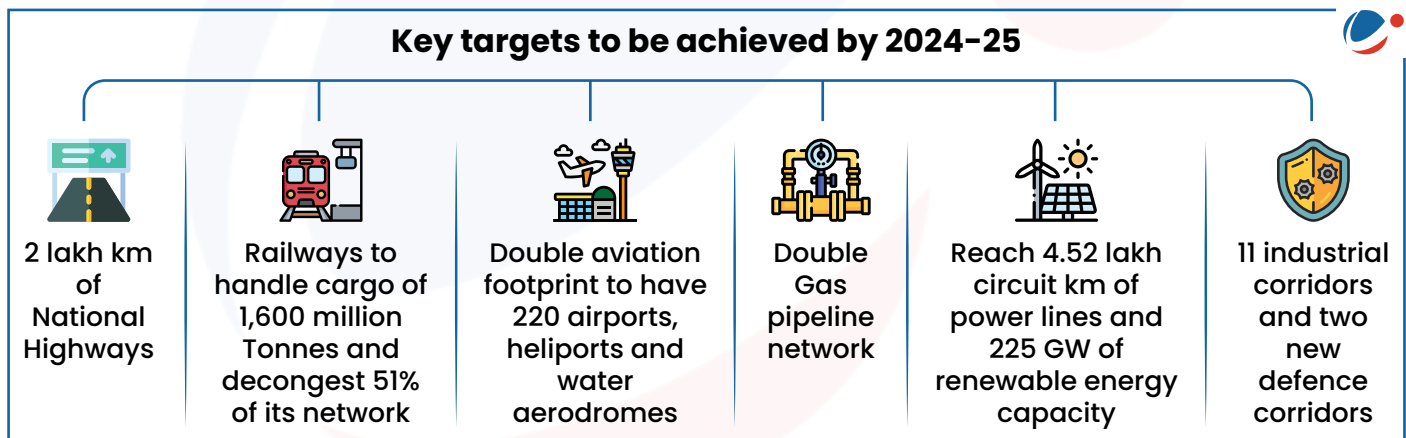 Key targets to be achieved by 2024-25
2 lakh km
of
National
Highways
Railways to
handle cargo of
1,600 million
Tonnes and
decongest 51%
of its network
Double aviation
footprint to have
220 airports,
heliports and
water
aerodromes
Double
Gas
pipeline
network
Reach 4.52 lakh
circuit km of
power lines and
225 GW of
renewable energy
capacity
11 industrial
corridors
and two
new
defence
corridors